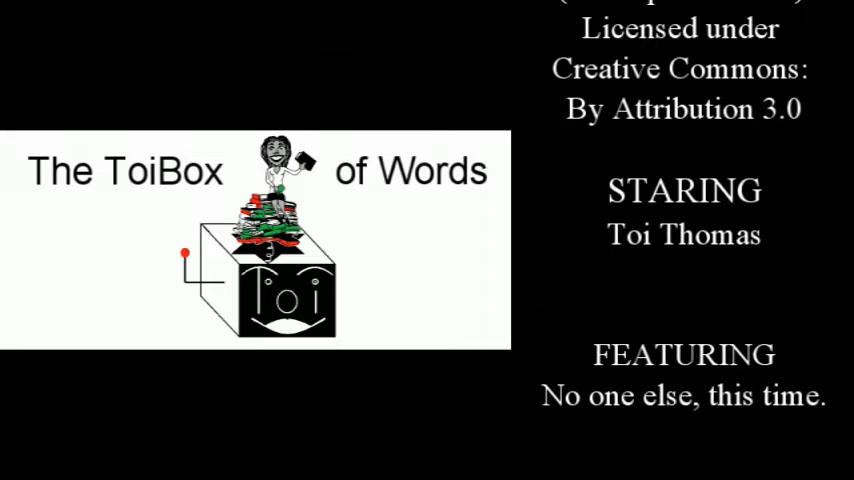 The ToiBox of Words
Toi
Licensed under
Creative Commons:
By Attribution 3.0
STARING
Toi Thomas
FEATURING
No one else, this time.